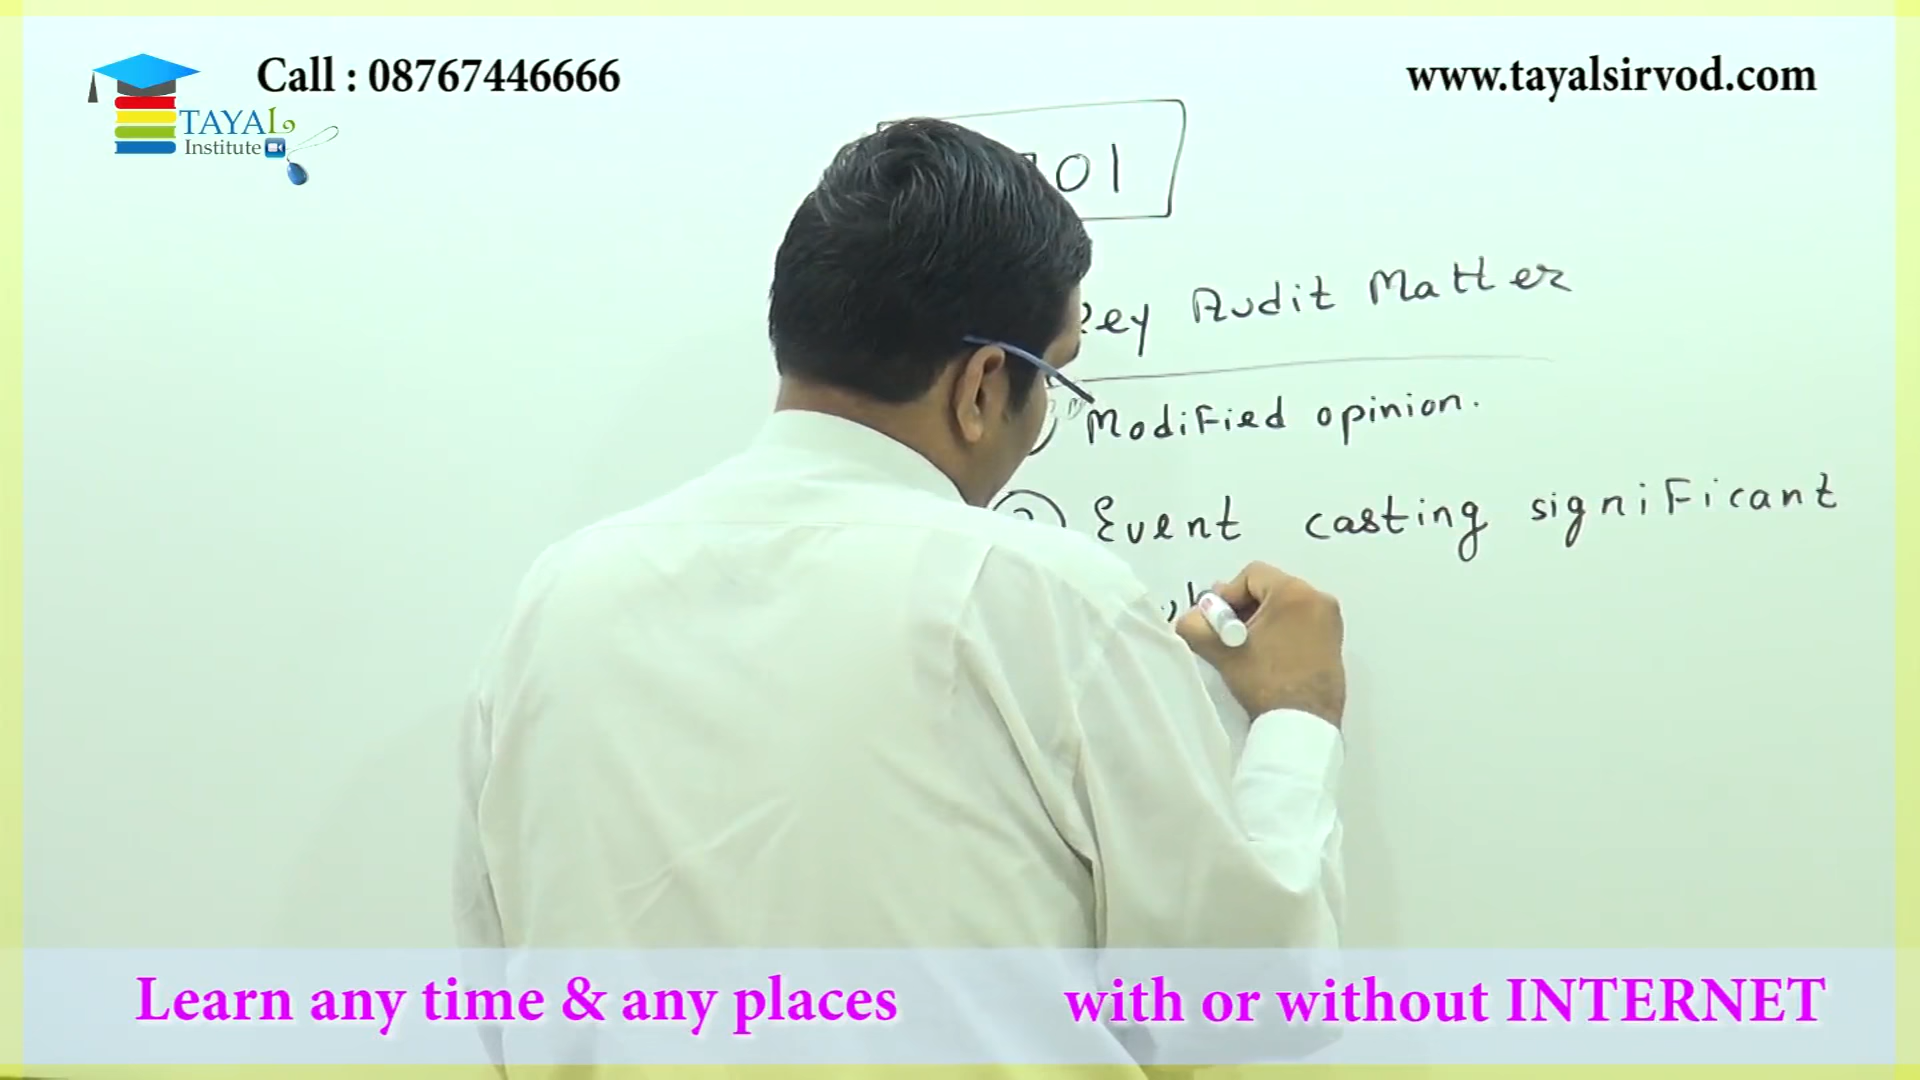 Call : 08767446666
www.tayalsirvod.com
TAYAL
Institute
01
Audit Matter
Modified opinion.
Event casting significant
Learn any time & any places
with or without INTERNET